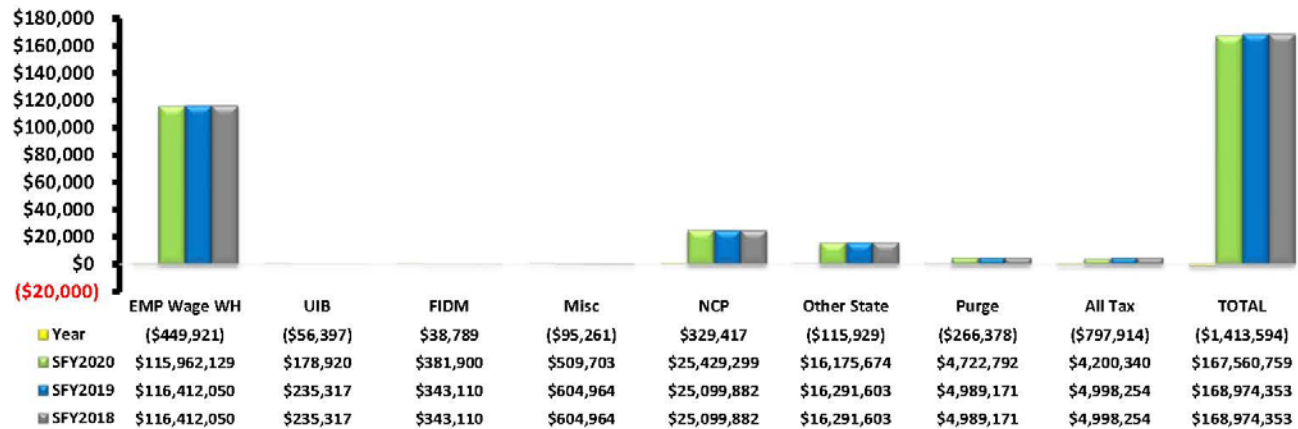 $180,000
$160,000
$140,000
$120,000
$100,000
$80,000
$60,000
$40,000
$20,000
$0
($20,000)
EMP Wage WH UIB FIDM Misc NCP Other State Purge All Tax TOTAL
Year ($449,921) ($56,397) $38,789 ($95,261) $329,417 ($115,929) ($266,378) ($797,914) ($1,413,594)
SFY2020 $115,962,129 $178,920 $381,900 $509,703 $25,429,299 $16,175,674 $4,722,792 $4,200,340 $167,560,759
SFY2019 $116,412,050 $235,317 $343,110 $604,964 $25,099,882 $16,291,603 $4,989,171 $4,998,254 $168,974,353
SFY2018 $116,412,050 $235,317 $343,110 $604,964 $25,099,882 $16,291,603 $4,989,171 $4,998,254 $168,974,353